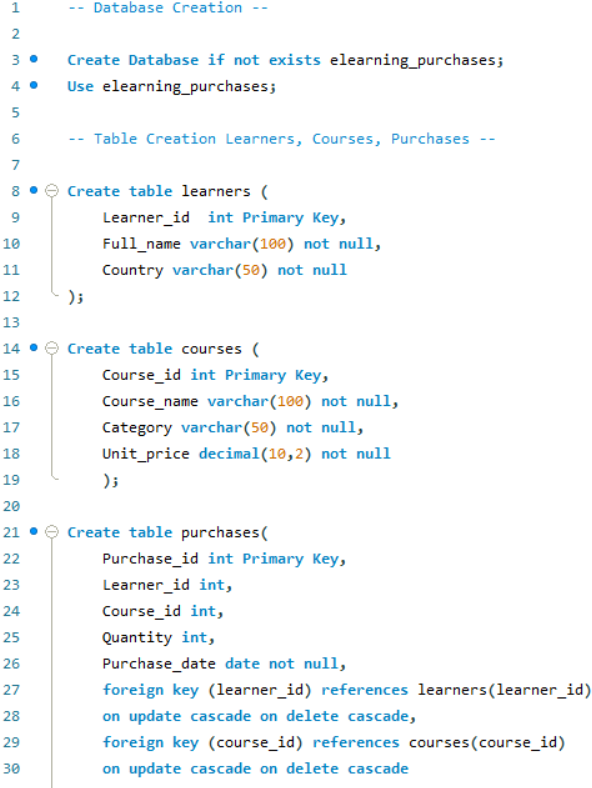 1 -- Database Creation --
2
3 Create Database if not exists elearning_purchases;
4 Use elearning_purchases;
5
6 -- Table Creation Learners, Courses, Purchases --
7
8 Create table learners (
9 Learner_id  int Primary Key,
10 Full_name varchar(100) not null,
11 Country varchar(50) not null
12 );
13
14 Create table courses (
15 Course_id int Primary Key,
16 Course_name varchar(100) not null,
17 Category varchar(50) not null,
18 Unit_price decimal(10,2) not null
19 );
20
21 Create table purchases(
22 Purchase_id int Primary Key,
23 Learner_id int,
24 Course_id int,
25 Quantity int,
26 Purchase_date date not null,
27 foreign key (learner_id) references learners(learner_id)
28 on update cascade on delete cascade,
29 foreign key (course_id) references courses(course_id)
30 on update cascade on delete cascade